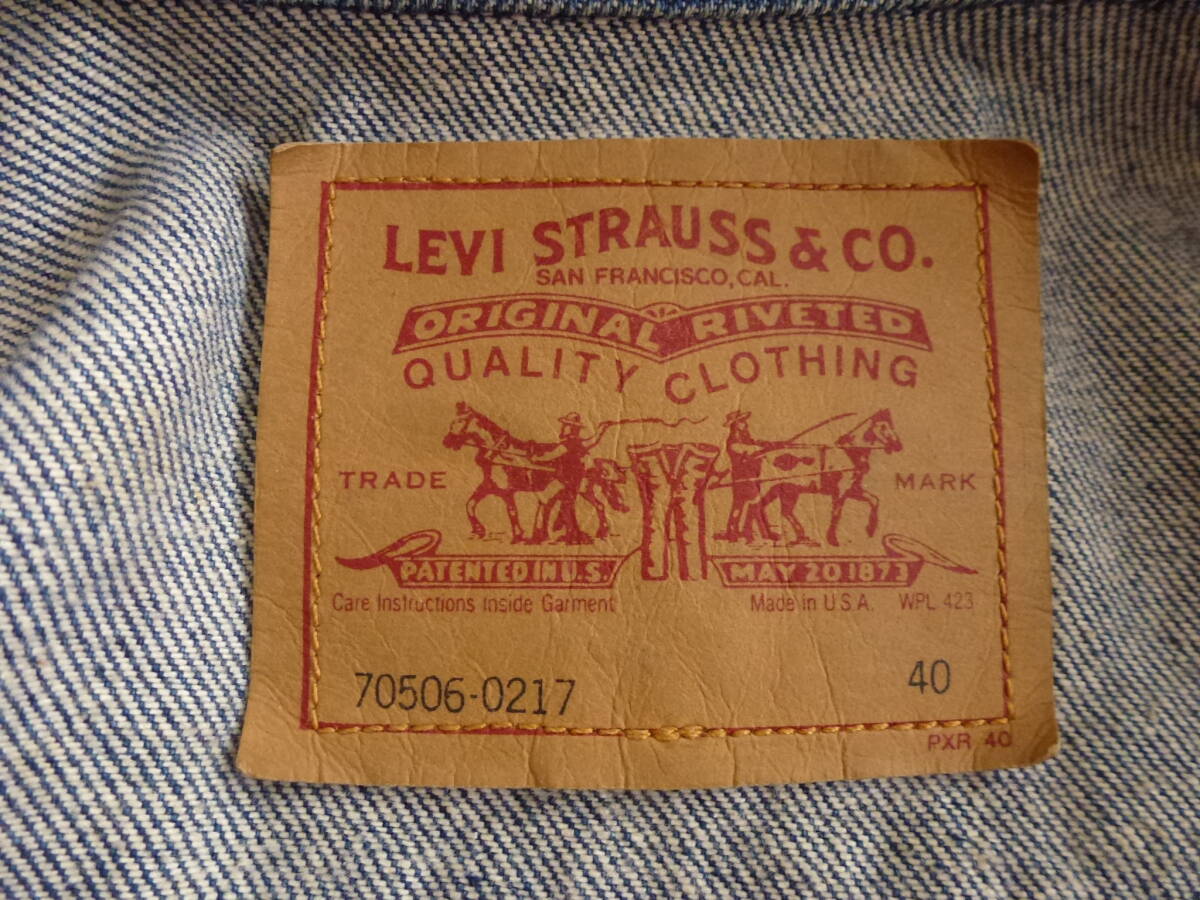 LEVI STRAUSS & CO.
SAN FRANCISCO, CAL.
ORIGINAL RIVETED
QUALITY CLOTHING
TRADE MARK
PATENTED IN U.S. MAY 20 1873
Care Instructions Inside Garment Made in U.S.A. WPL 423
70506-0217 40
PXR 40